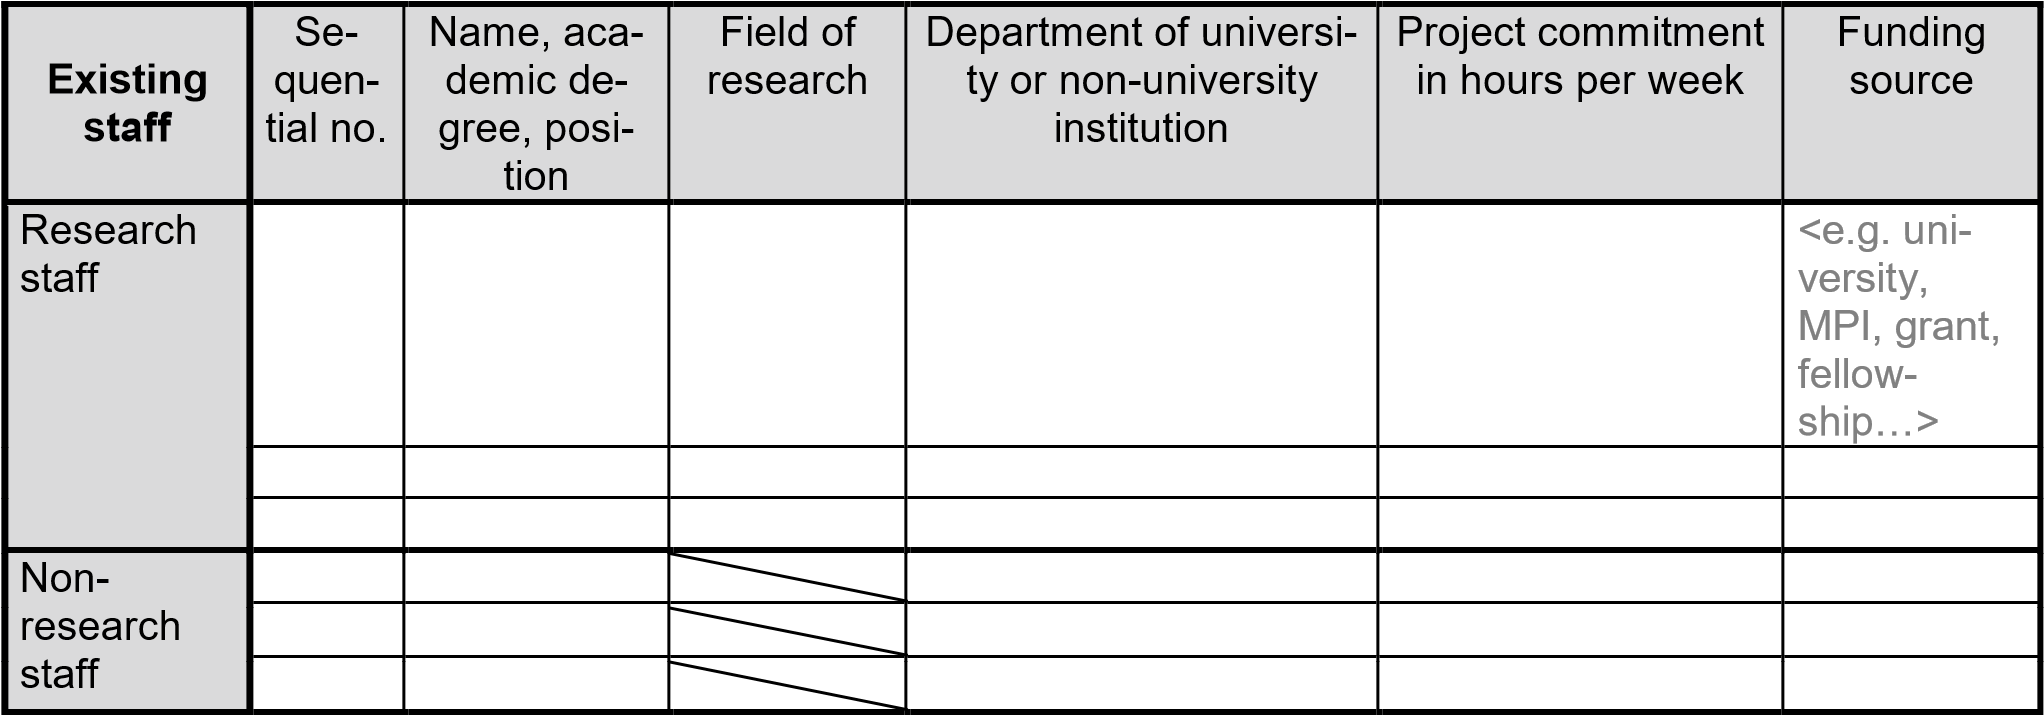 Existing
staff
Se-
quen-
tial no.
Name, aca-
demic de-
gree, posi-
tion
Field of
research
Department of universi-
ty or non-university
institution
Project commitment
in hours per week
Funding
source
Research
staff
<e.g. uni-
versity,
MPI, grant,
fellow-
ship…>
Non-
research
staff